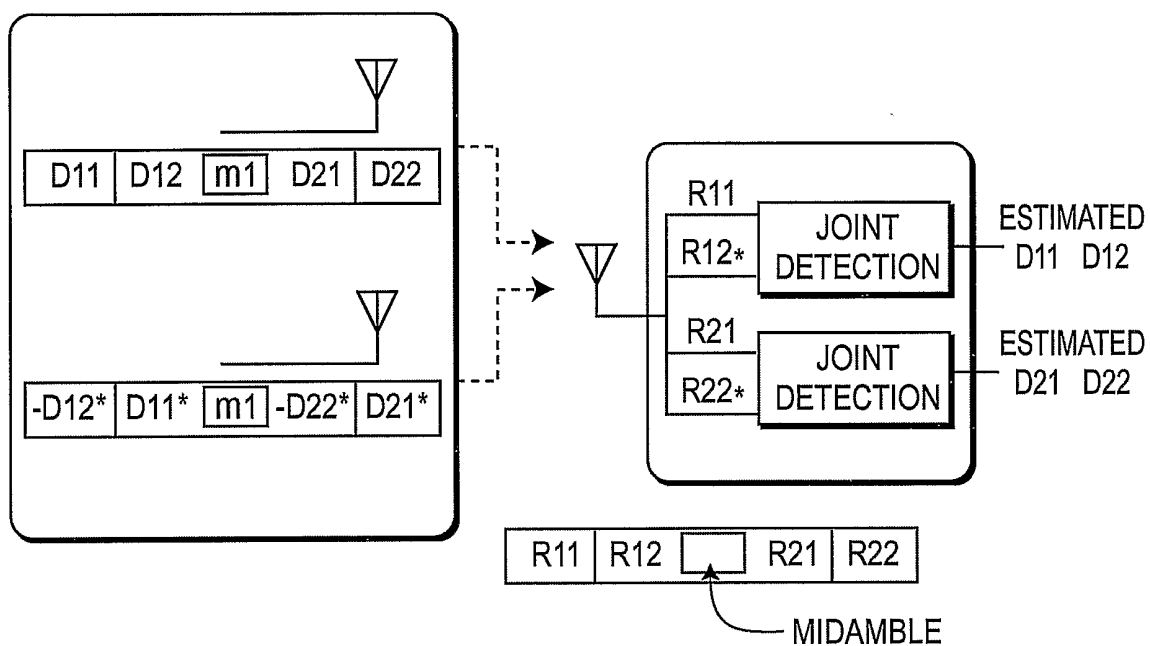 D11 D12 m1 D21 D22
-D12* D11* m1 -D22* D21*
R11
R12*
JOINT
DETECTION
ESTIMATED
D11 D12
R21
R22*
JOINT
DETECTION
ESTIMATED
D21 D22
R11 R12 R21 R22
MIDAMBLE